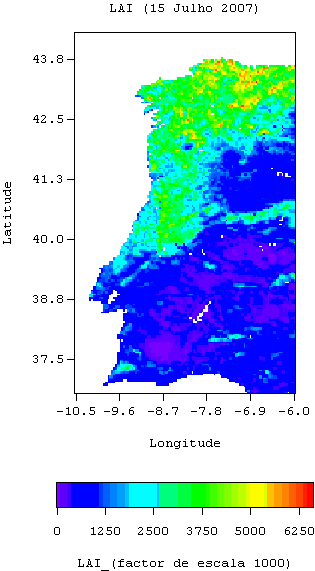 LAI (15 Julho 2007)
43.8
42.5
41.3
40.0
38.8
37.5
Latitude
-10.5 -9.6 -8.7 -7.8 -6.9 -6.0
Longitude
0 1250 2500 3750 5000 6250
LAI_(factor de escala 1000)